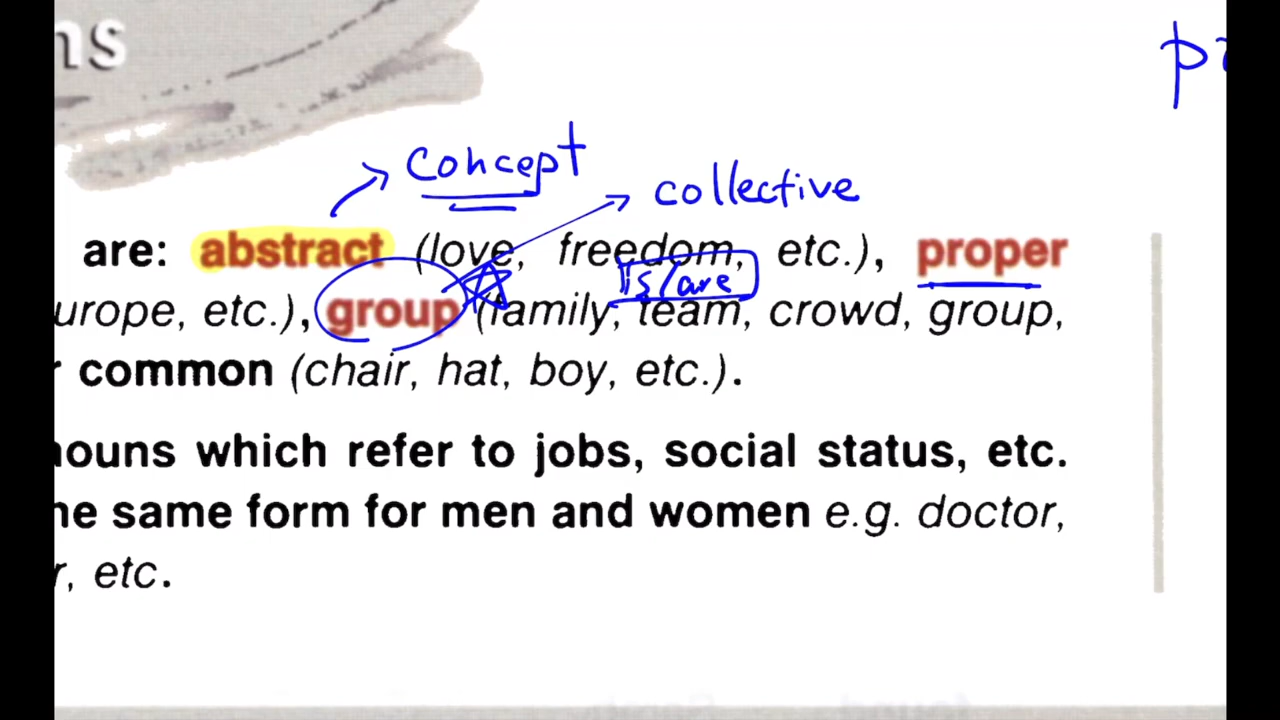 ns
concept
collective
are: abstract (love, freedom, etc.), proper
is/are
urope, etc.), group (family, team, crowd, group,
common (chair, hat, boy, etc.).
nouns which refer to jobs, social status, etc.
he same form for men and women e.g. doctor,
r, etc.